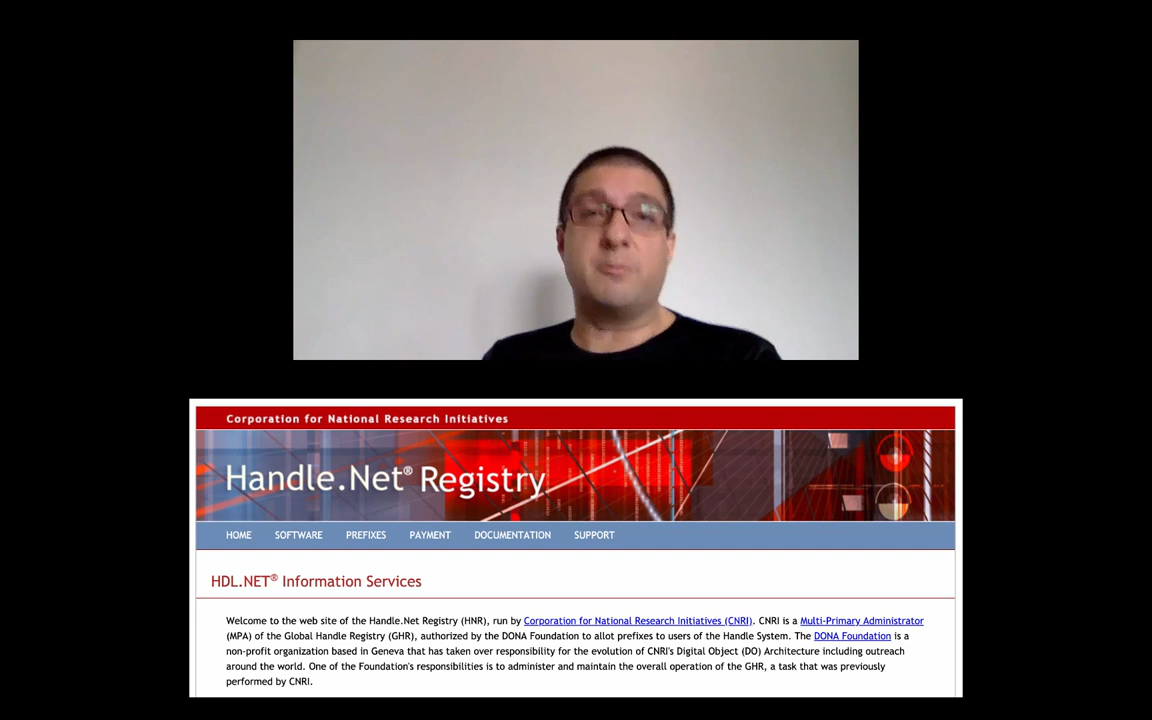 Corporation for National Research Initiatives
Handle.Net® Registry
HOME SOFTWARE PREFIXES PAYMENT DOCUMENTATION SUPPORT
HDL.NET® Information Services
Welcome to the web site of the Handle.Net Registry (HNR), run by Corporation for National Research Initiatives (CNRI). CNRI is a Multi-Primary Administrator
(MPA) of the Global Handle Registry (GHR), authorized by the DONA Foundation to allot prefixes to users of the Handle System. The DONA Foundation is a
non-profit organization based in Geneva that has taken over responsibility for the evolution of CNRI's Digital Object (DO) Architecture including outreach
around the world. One of the Foundation's responsibilities is to administer and maintain the overall operation of the GHR, a task that was previously
performed by CNRI.